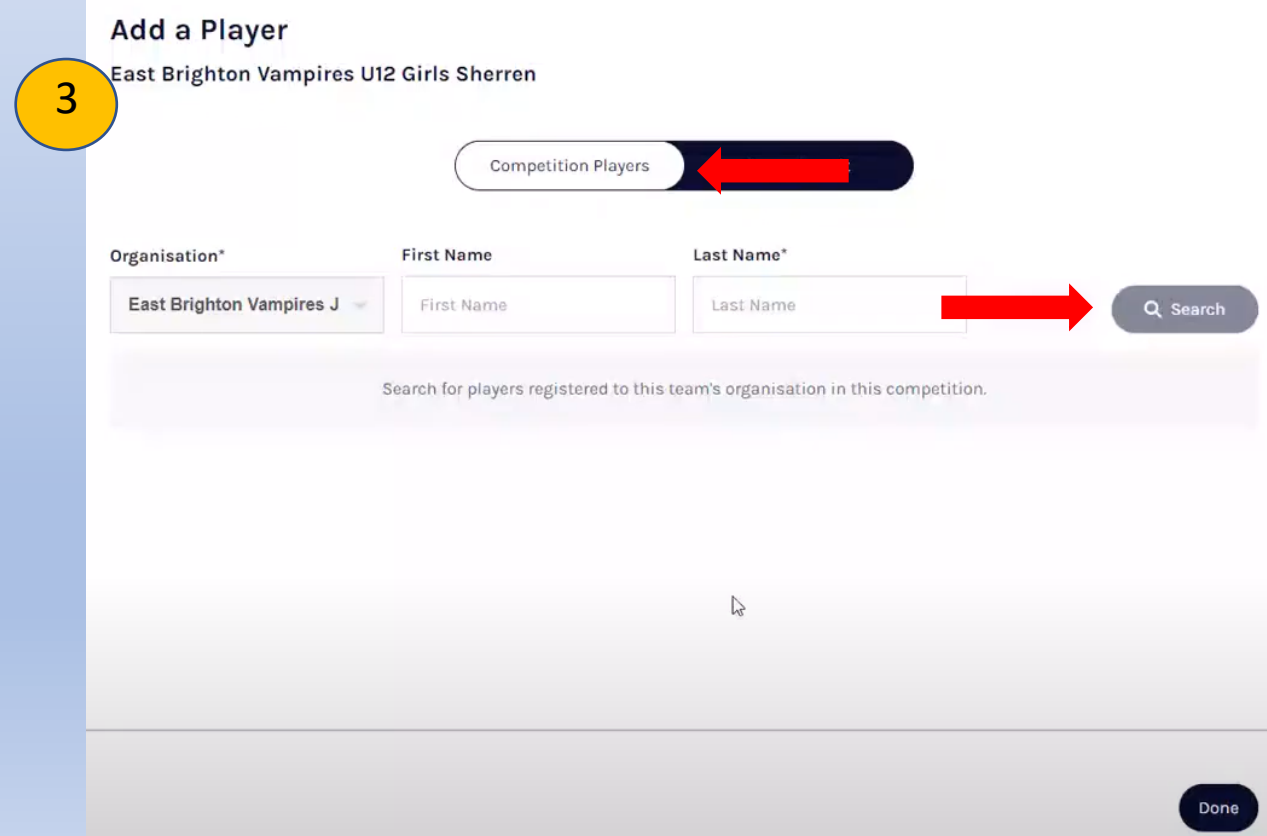 Add a Player
East Brighton Vampires U12 Girls Sherren
3
Competition Players
Organisation*
First Name
Last Name*
East Brighton Vampires J
First Name
Last Name
Search
Search for players registered to this team's organisation in this competition.
Done